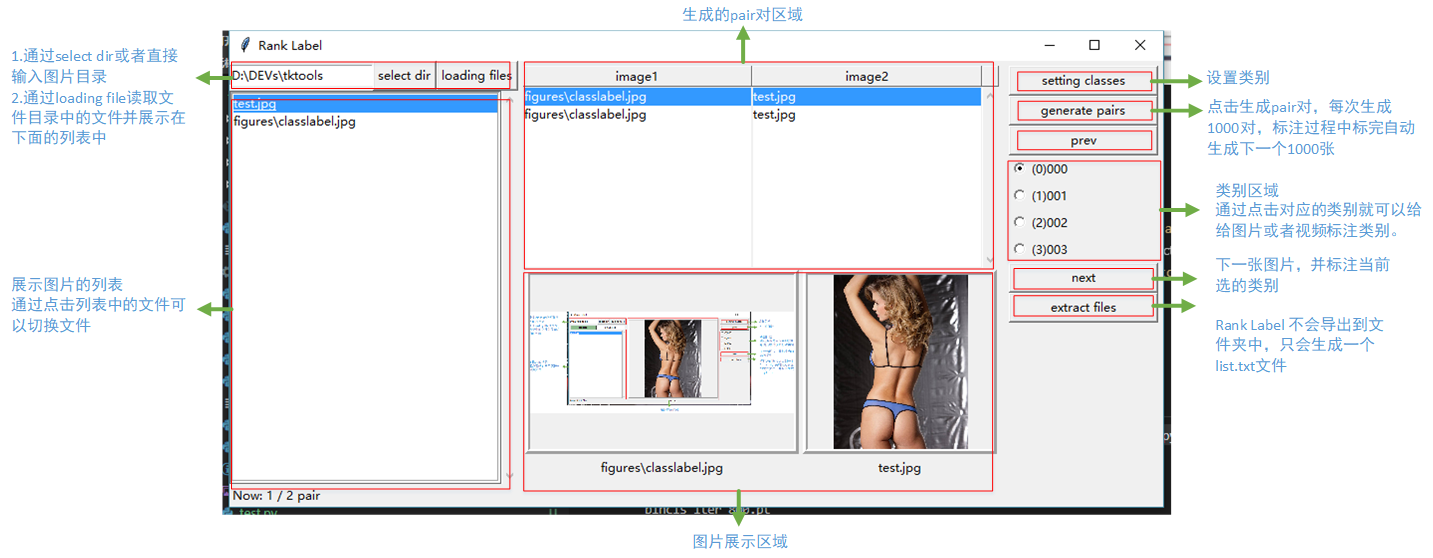 生成的pair对区域
1.通过select dir或者直接
输入图片目录
2.通过loading file读取文
件目录中的文件并展示在
下面的列表中
展示图片的列表
通过点击列表中的文件可
以切换文件
Rank Label
D:\DEVs\tktools
select dir
loading files
test.jpg
figures\classlabel.jpg
Now: 1 / 2 pair
image1
image2
figures\classlabel.jpg
test.jpg
figures\classlabel.jpg
test.jpg
figures\classlabel.jpg
test.jpg
setting classes
generate pairs
prev
(0)000
(1)001
(2)002
(3)003
next
extract files
设置类别
点击生成pair对，每次生成
1000对，标注过程中标完自动
生成下一个1000张
类别区域
通过点击对应的类别就可以给
给图片或者视频标注类别。
下一张图片，并标注当前
选的类别
Rank Label 不会导出到文
件夹中，只会生成一个
list.txt文件
test.py
图片展示区域